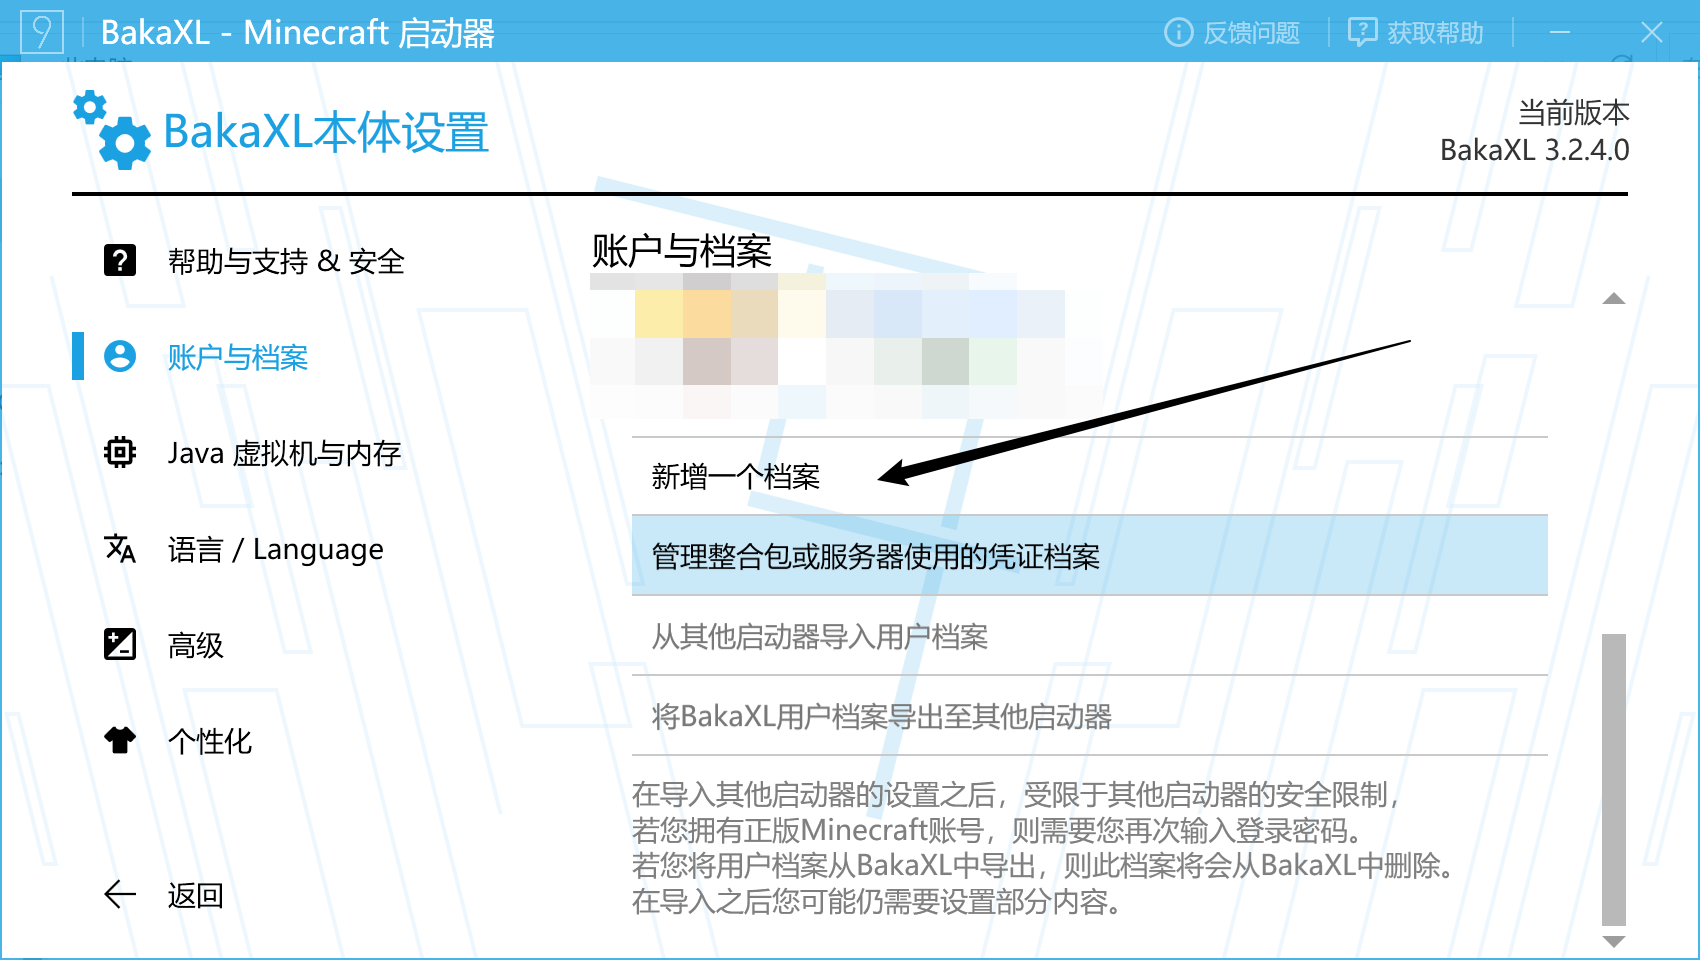 BakaXL - Minecraft 启动器
反馈问题
获取帮助
BakaXL本体设置
当前版本
BakaXL 3.2.4.0
帮助与支持 & 安全
账户与档案
Java 虚拟机与内存
语言 / Language
高级
个性化
返回
账户与档案
新增一个档案
管理整合包或服务器使用的凭证档案
从其他启动器导入用户档案
将BakaXL用户档案导出至其他启动器
在导入其他启动器的设置之后，受限于其他启动器的安全限制，
若您拥有正版Minecraft账号，则需要您再次输入登录密码。
若您将用户档案从BakaXL中导出，则此档案将会从BakaXL中删除。
在导入之后您可能仍需要设置部分内容。